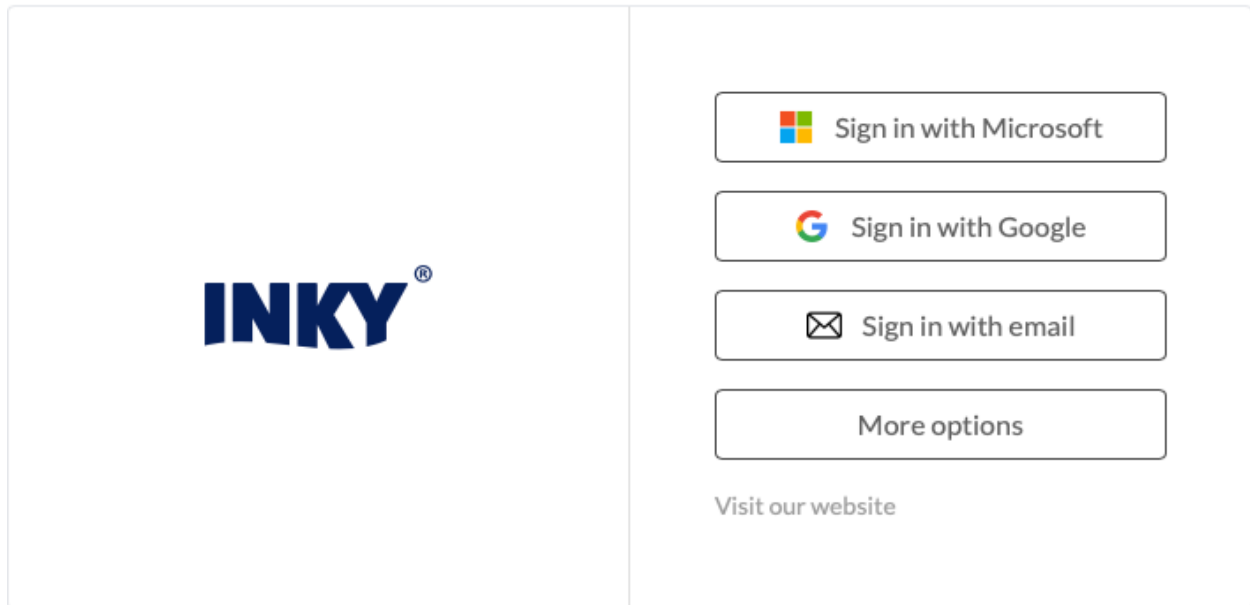 INKY®
Sign in with Microsoft
Sign in with Google
Sign in with email
More options
Visit our website